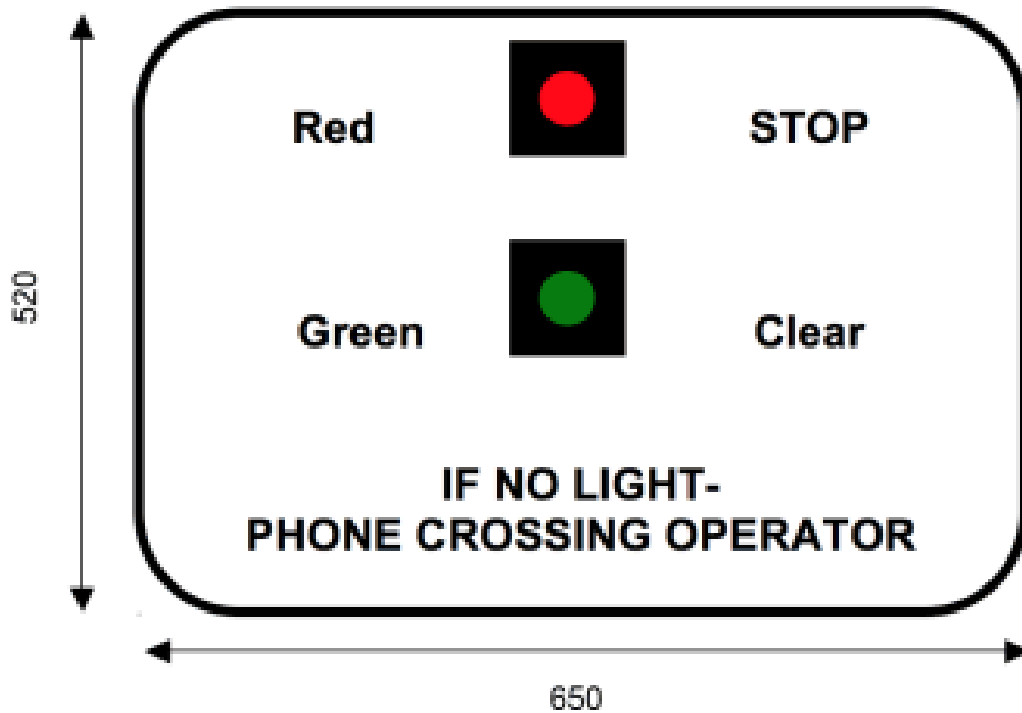 Red STOP
Green Clear
IF NO LIGHT-
PHONE CROSSING OPERATOR
520
650